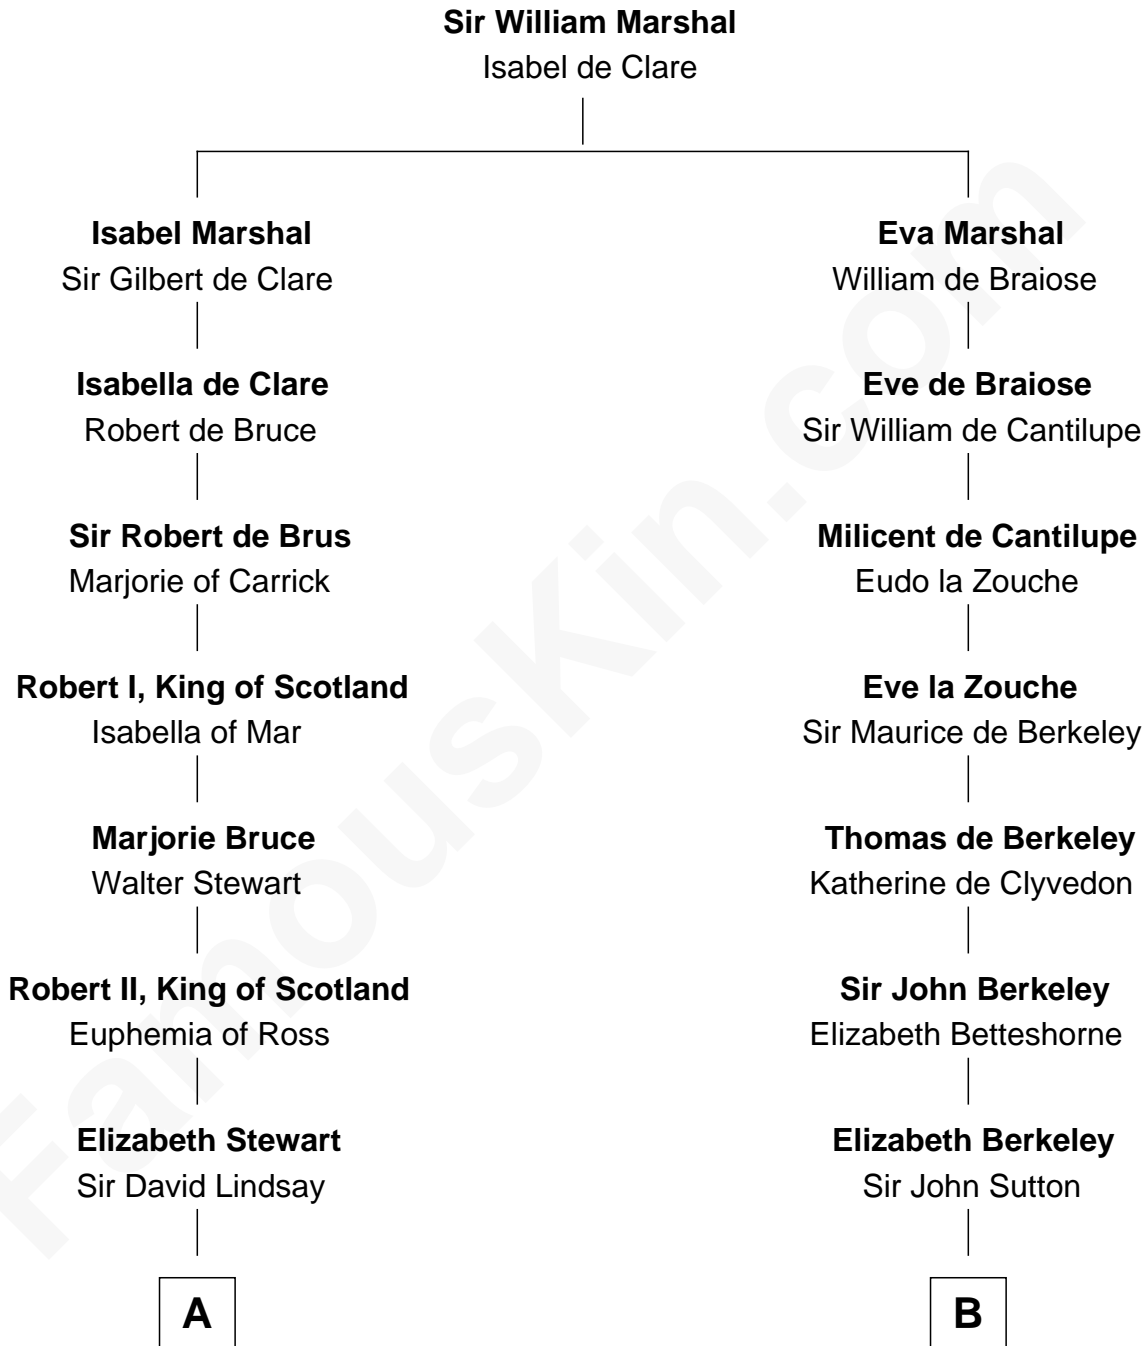 Sir William Marshal
Isabel de Clare
Isabel Marshal
Sir Gilbert de Clare
Eva Marshal
William de Braiose
Isabella de Clare
Robert de Bruce
Eve de Braiose
Sir William de Cantilupe
Sir Robert de Brus
Marjorie of Carrick
Milicent de Cantilupe
Eudo la Zouche
Robert I, King of Scotland
Isabella of Mar
Eve la Zouche
Sir Maurice de Berkeley
Marjorie Bruce
Walter Stewart
Thomas de Berkeley
Katherine de Clyvedon
Robert II, King of Scotland
Euphemia of Ross
Sir John Berkeley
Elizabeth Betteshorne
Elizabeth Stewart
Sir David Lindsay
Elizabeth Berkeley
Sir John Sutton
A
B
FamousKin.com